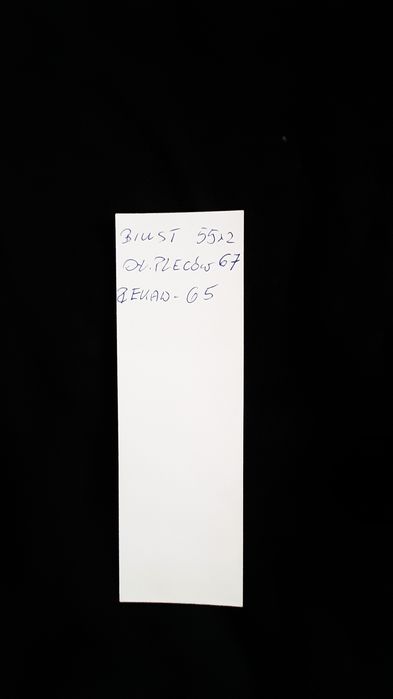 BIUST 55x2
DŁ. PLECÓW 67
RĘKAW - 65